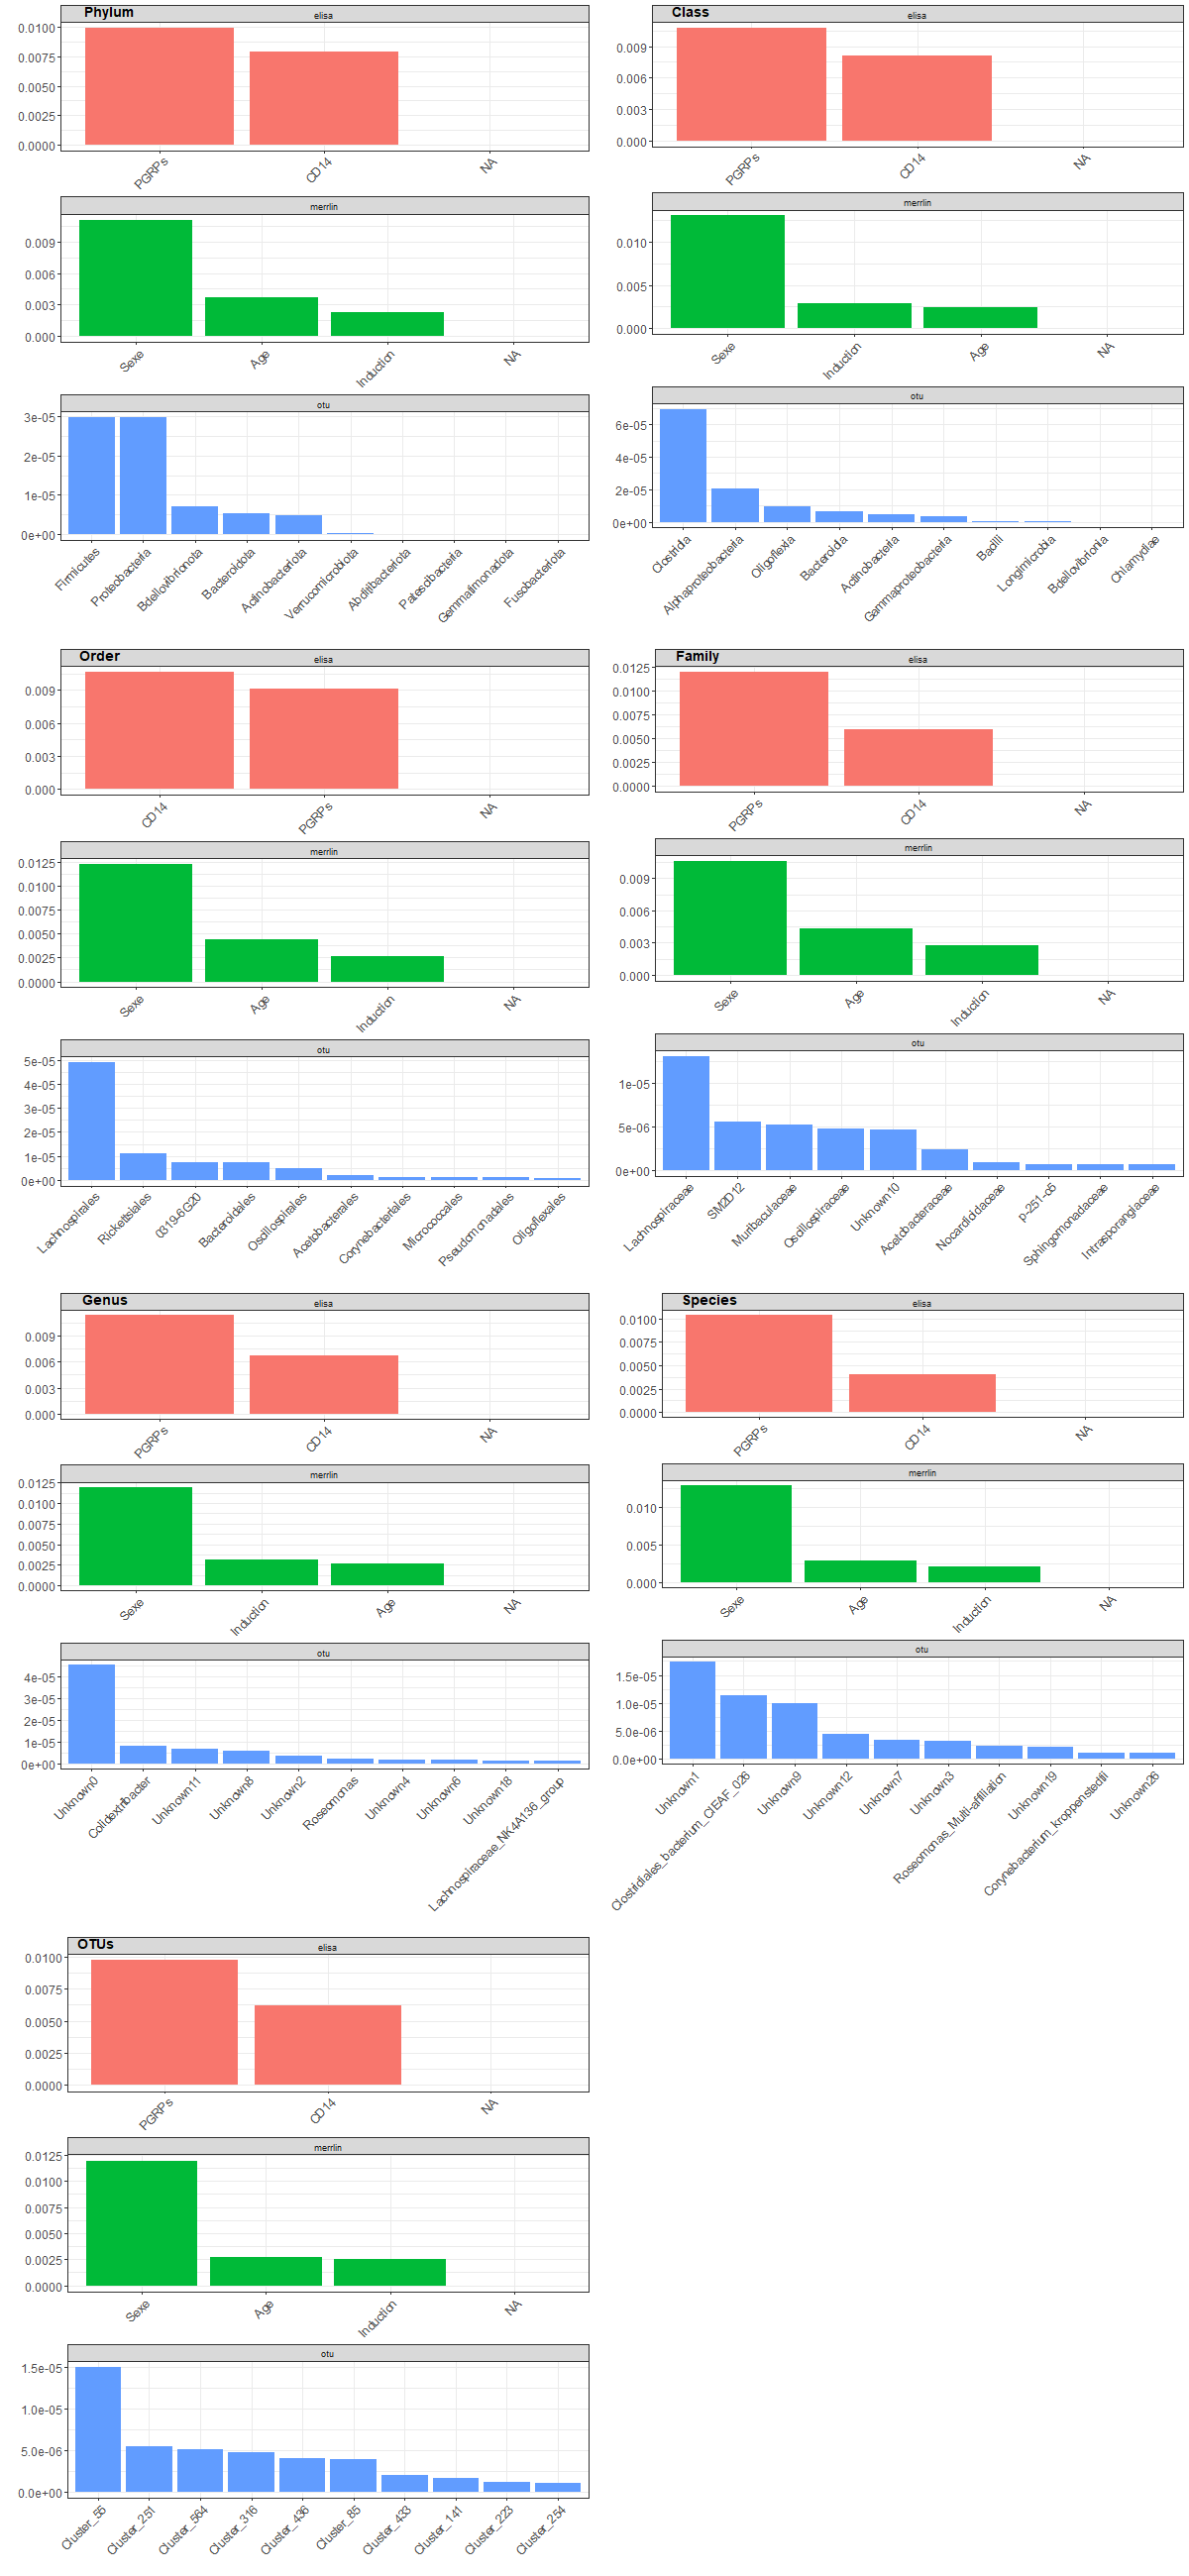 Phylum
elisa
0.0100
0.0075
0.0050
0.0025
0.0000
PGRPs
CD14
NA
merrlin
0.009
0.006
0.003
0.000
Sexe
Age
Induction
NA
otu
3e-05
2e-05
1e-05
0e+00
Firmicutes
Proteobacteria
Bdellovibrionota
Bacteroidota
Actinobacteriota
Verrucomicrobiota
Abditibacteriota
Patescibacteria
Gemmatimonadota
Fusobacteriota
Class
elisa
0.009
0.006
0.003
0.000
PGRPs
CD14
NA
merrlin
0.010
0.005
0.000
Sexe
Induction
Age
NA
otu
6e-05
4e-05
2e-05
0e+00
Clostridia
Alphaproteobacteria
Oligoflexia
Bacteroidia
Actinobacteria
Gammaproteobacteria
Bacilli
Longimicrobia
Bdellovibrionia
Chlamydiae
Order
elisa
0.009
0.006
0.003
0.000
CD14
PGRPs
NA
merrlin
0.0125
0.0100
0.0075
0.0050
0.0025
0.0000
Sexe
Age
Induction
NA
otu
5e-05
4e-05
3e-05
2e-05
1e-05
0e+00
Lachnospirales
Rickettsiales
0319-6G20
Bacteroidales
Oscillospirales
Acetobacterales
Corynebacteriales
Micrococcales
Pseudomonadales
Oligoflexales
Family
elisa
0.0125
0.0100
0.0075
0.0050
0.0025
0.0000
PGRPs
CD14
NA
merrlin
0.009
0.006
0.003
0.000
Sexe
Age
Induction
NA
otu
1e-05
5e-06
0e+00
Lachnospiraceae
SM2D12
Muribaculaceae
Oscillospiraceae
Unknown10
Acetobacteraceae
Nocardioidaceae
p-251-o5
Sphingomonadaceae
Intrasporangiaceae
Genus
elisa
0.009
0.006
0.003
0.000
PGRPs
CD14
NA
merrlin
0.0125
0.0100
0.0075
0.0050
0.0025
0.0000
Sexe
Induction
Age
NA
otu
4e-05
3e-05
2e-05
1e-05
0e+00
Unknown0
Colidextribacter
Unknown11
Unknown8
Unknown2
Roseomonas
Unknown4
Unknown6
Unknown18
Lachnospiraceae_NK4A136_group
Species
elisa
0.0100
0.0075
0.0050
0.0025
0.0000
PGRPs
CD14
NA
merrlin
0.010
0.005
0.000
Sexe
Age
Induction
NA
otu
1.5e-05
1.0e-05
5.0e-06
0.0e+00
Unknown1
Clostridiales_bacterium_CIEAF_026
Unknown9
Unknown12
Unknown7
Unknown3
Roseomonas_Multi-affiliation
Unknown19
Corynebacterium_kroppenstedtii
Unknown26
OTUs
elisa
0.0100
0.0075
0.0050
0.0025
0.0000
PGRPs
CD14
NA
merrlin
0.0125
0.0100
0.0075
0.0050
0.0025
0.0000
Sexe
Age
Induction
NA
otu
1.5e-05
1.0e-05
5.0e-06
0.0e+00
Cluster_55
Cluster_251
Cluster_564
Cluster_316
Cluster_436
Cluster_85
Cluster_433
Cluster_141
Cluster_223
Cluster_254